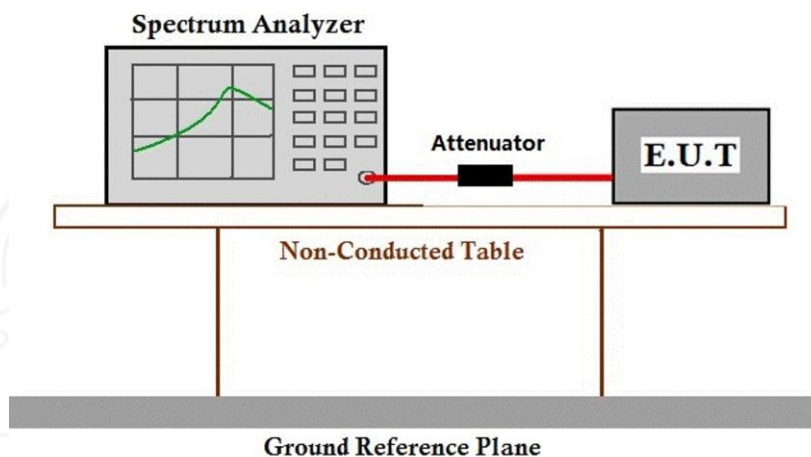 Spectrum Analyzer
Attenuator
E.U.T
Non-Conducted Table
Ground Reference Plane